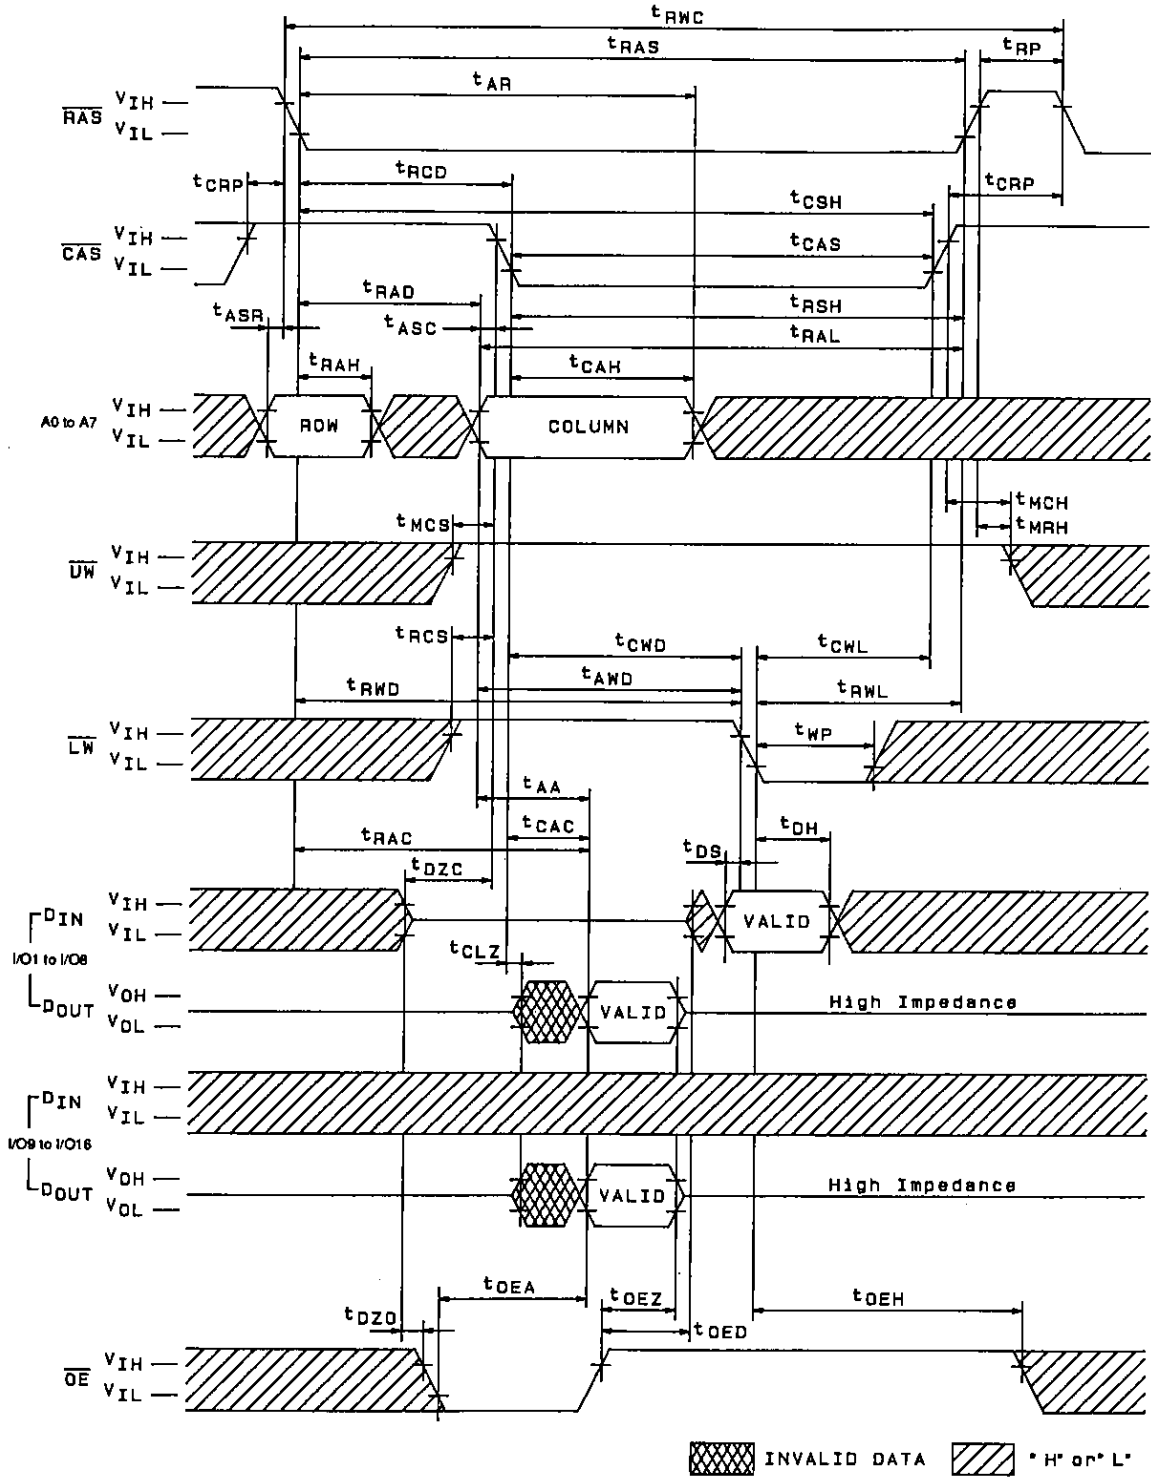 tRWC
tRAS
tRP
tAR
RAS
VIH
VIL
tCRP
tRCD
tCRP
tCSH
CAS
VIH
VIL
tCAS
tRAD
tASR
tASC
tRSH
tRAL
tRAH
tCAH
A0 to A7
VIH
VIL
ROW
COLUMN
tMCH
tMCS
tMRH
UW
VIH
VIL
tRCS
tCWD
tCWL
tAWD
tRWD
tRWL
LW
VIH
VIL
tWP
tAA
tCAC
tDH
tRAC
tDS
tDZC
DIN
VIH
VIL
VALID
I/O1 to I/O8
tCLZ
DOUT
VOH
VOL
VALID
High Impedance
DIN
VIH
VIL
I/O9 to I/O16
DOUT
VOH
VOL
VALID
High Impedance
tOEA
tOEZ
tOEH
tDZO
tOED
OE
VIH
VIL
INVALID DATA
"H" or "L"